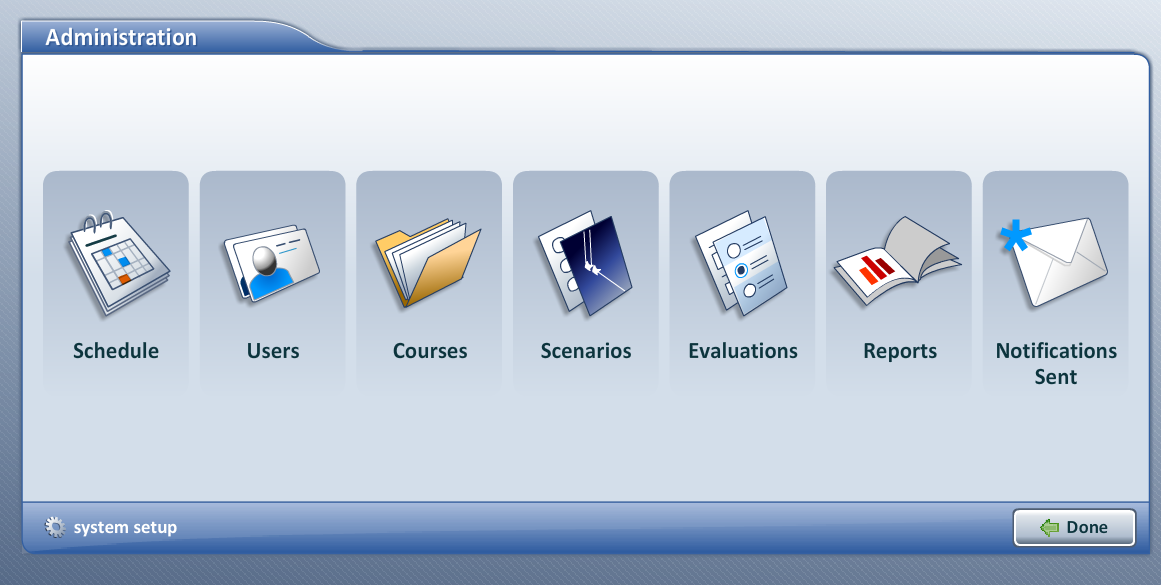 Administration
Schedule
Users
Courses
Scenarios
Evaluations
Reports
Notifications
Sent
system setup
Done